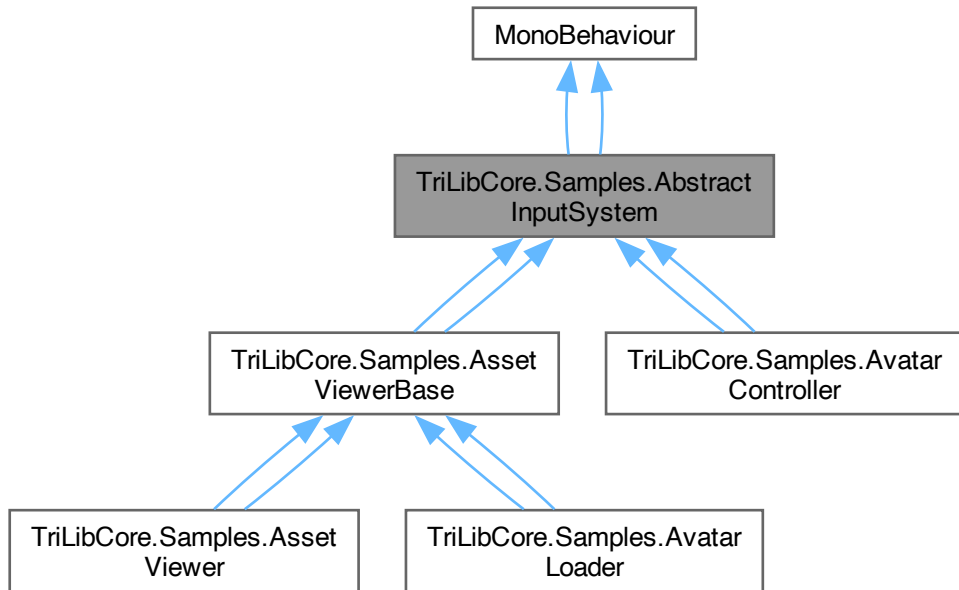 MonoBehaviour
TriLibCore.Samples.Abstract
InputSystem
TriLibCore.Samples.Asset
ViewerBase
TriLibCore.Samples.Avatar
Controller
TriLibCore.Samples.Asset
Viewer
TriLibCore.Samples.Avatar
Loader